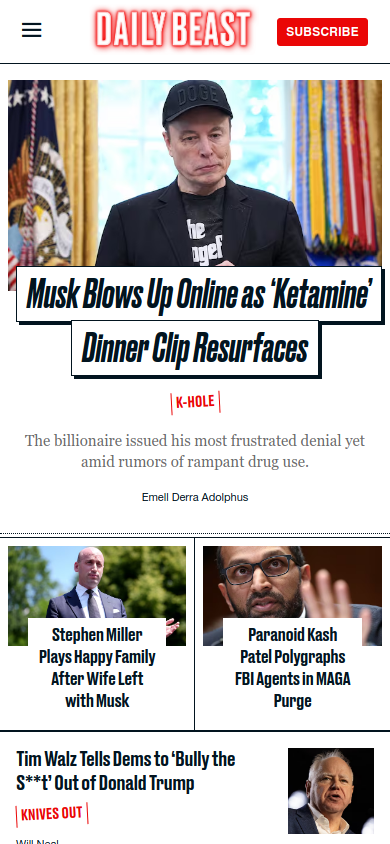 DAILY BEAST
SUBSCRIBE
DOGE
Musk Blows Up Online as ‘Ketamine’
Dinner Clip Resurfaces
K-HOLE
The billionaire issued his most frustrated denial yet
amid rumors of rampant drug use.
Emell Derra Adolphus
Stephen Miller
Plays Happy Family
After Wife Left
with Musk
Paranoid Kash
Patel Polygraphs
FBI Agents in MAGA
Purge
Tim Walz Tells Dems to ‘Bully the
S**t’ Out of Donald Trump
KNIVES OUT
Will Neal